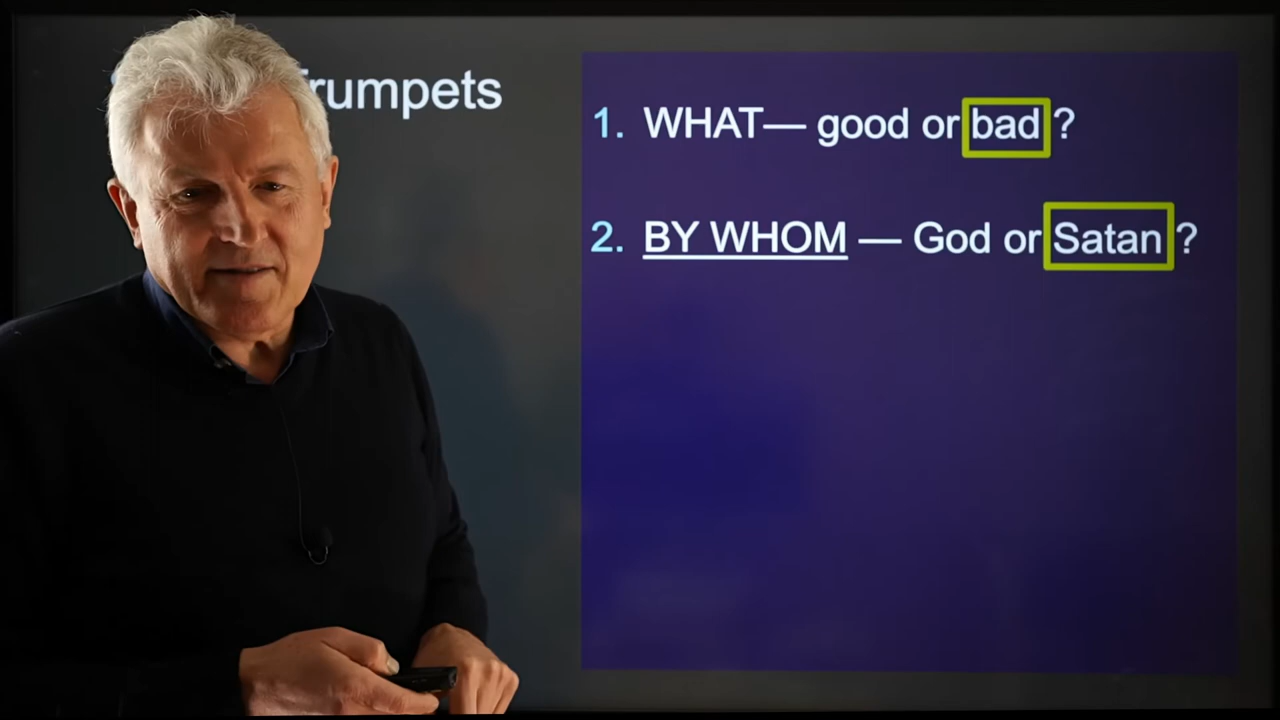 Trumpets
1. WHAT— good or bad ?
2. BY WHOM — God or Satan ?